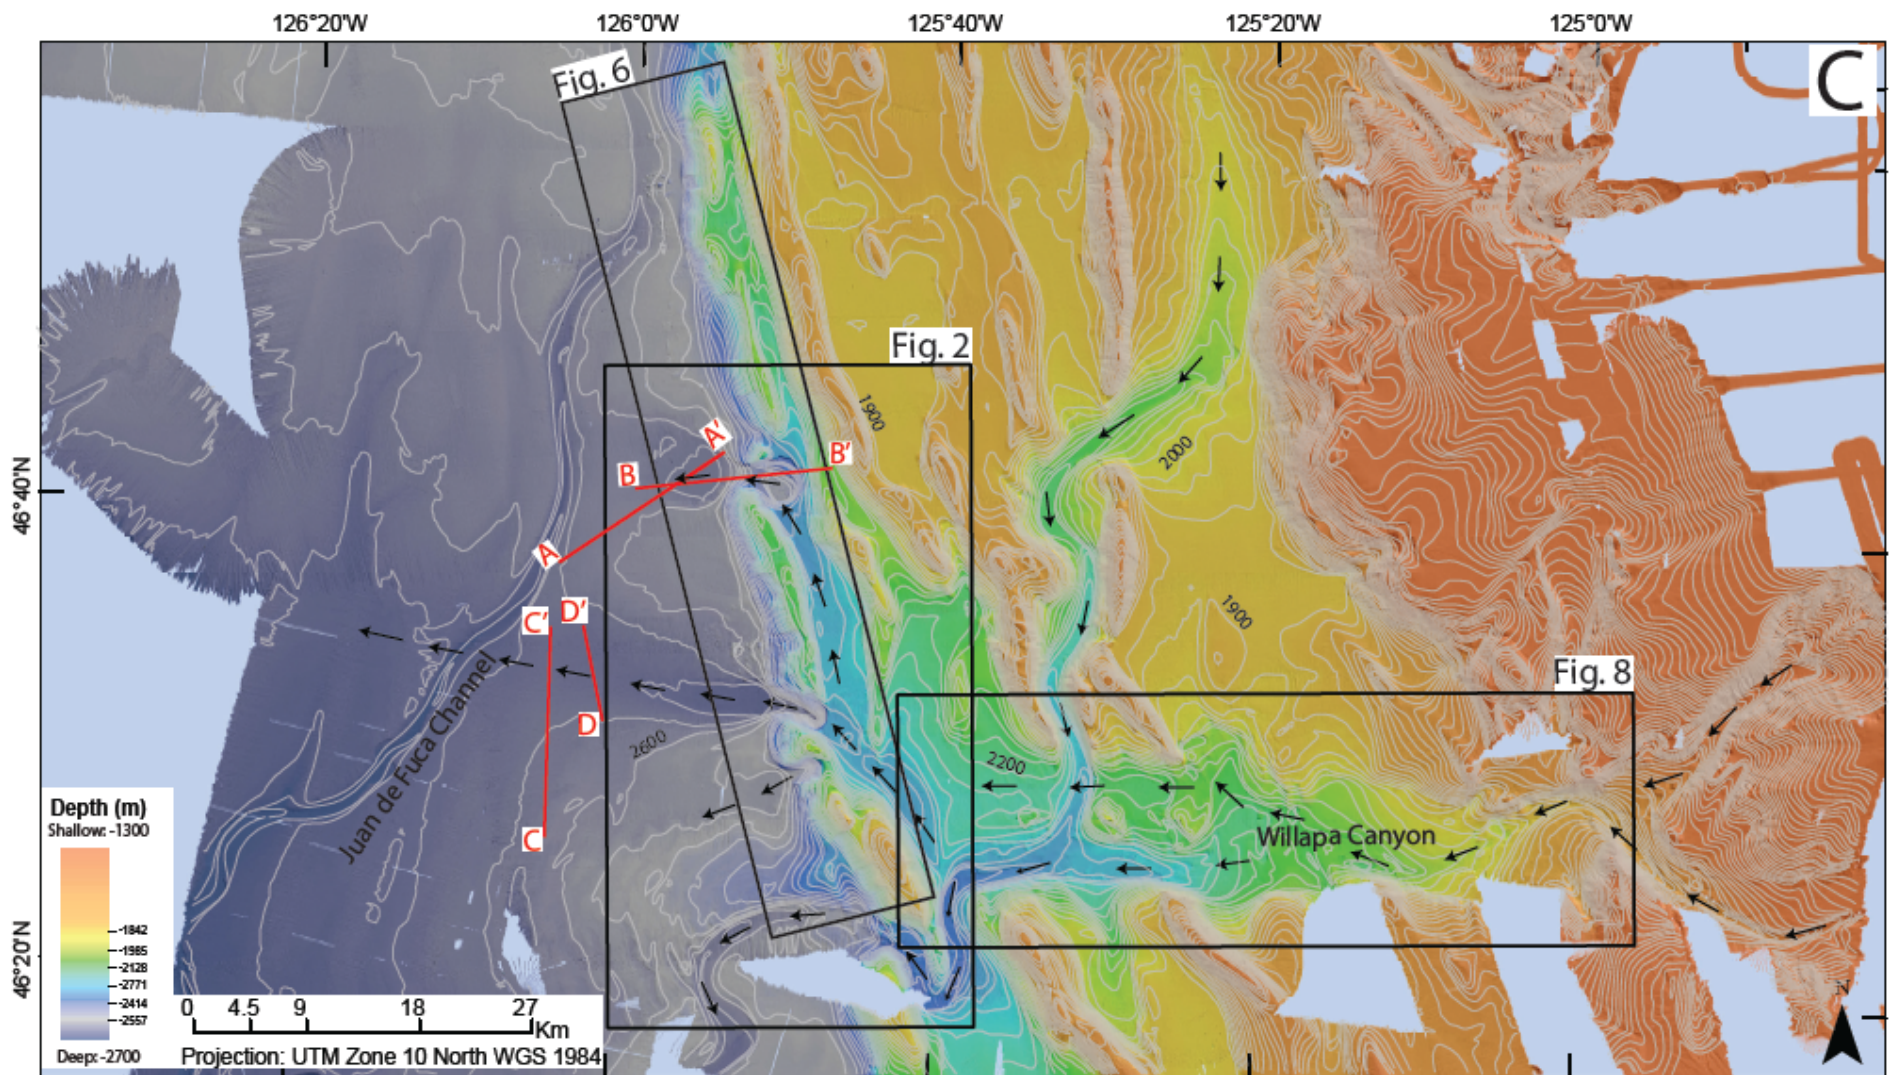 126°20'W 126°0'W 125°40'W 125°20'W 125°0'W
C
Fig. 6
Fig. 2
1900
A'
B'
B
2000
46°40'N
A
C'
D'
1900
Fig. 8
D
2600
2200
Juan de Fuca Channel
Willapa Canyon
C
Depth (m)
Shallow: -1300
-1842
-1985
-2128
-2771
-2414
-2557
Deep: -2700
46°20'N
0 4.5 9 18 27
Km
Projection: UTM Zone 10 North WGS 1984
N